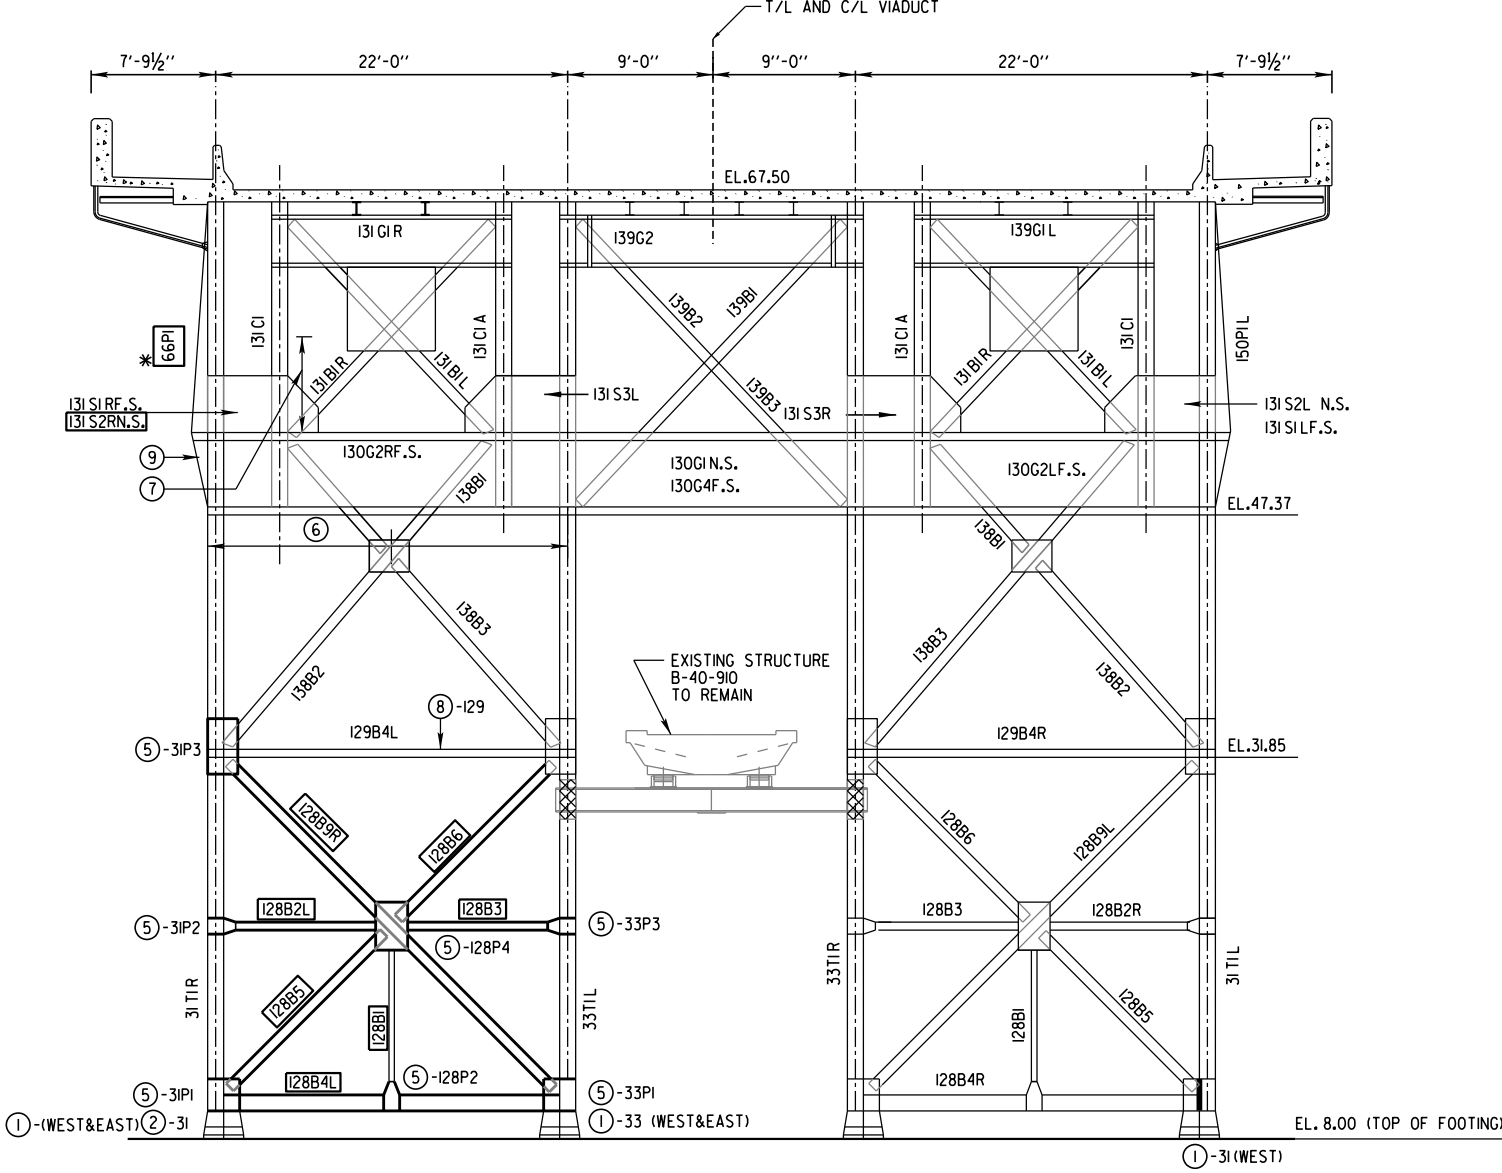 T/L AND C/L VIADUCT
7'-9½"
22'-0"
9'-0"
9''-0"
22'-0"
7'-9½"
EL.67.50
131G1R
139G2
139G1L
131C1
131C1A
139B2
139B1
131C1A
131C1
150P1L
66P1
*
131B1R
131B1L
139B3
131B1R
131B1L
131S1RF.S.
131S2RN.S.
131S3L
131S3R
131S2L N.S.
131S1LF.S.
9
7
130G2RF.S.
130G1N.S.
130G4F.S.
130G2LF.S.
138B1
138B1
EL.47.37
6
138B3
138B2
138B3
138B2
EXISTING STRUCTURE
B-40-910
TO REMAIN
8 -129
129B4L
129B4R
5 -31P3
EL.31.85
128B9R
128B6
128B6
128B9L
128B2L
128B3
128B3
128B2R
5 -31P2
5 -33P3
5 -128P4
31T1R
128B5
128B1
33T1L
33T1R
128B1
128B5
31T1L
5 -128P2
128B4L
128B4R
5 -31P1
5 -33P1
1 -(WEST&EAST) 2 -31
1 -33 (WEST&EAST)
EL. 8.00 (TOP OF FOOTING)
1 -31(WEST)